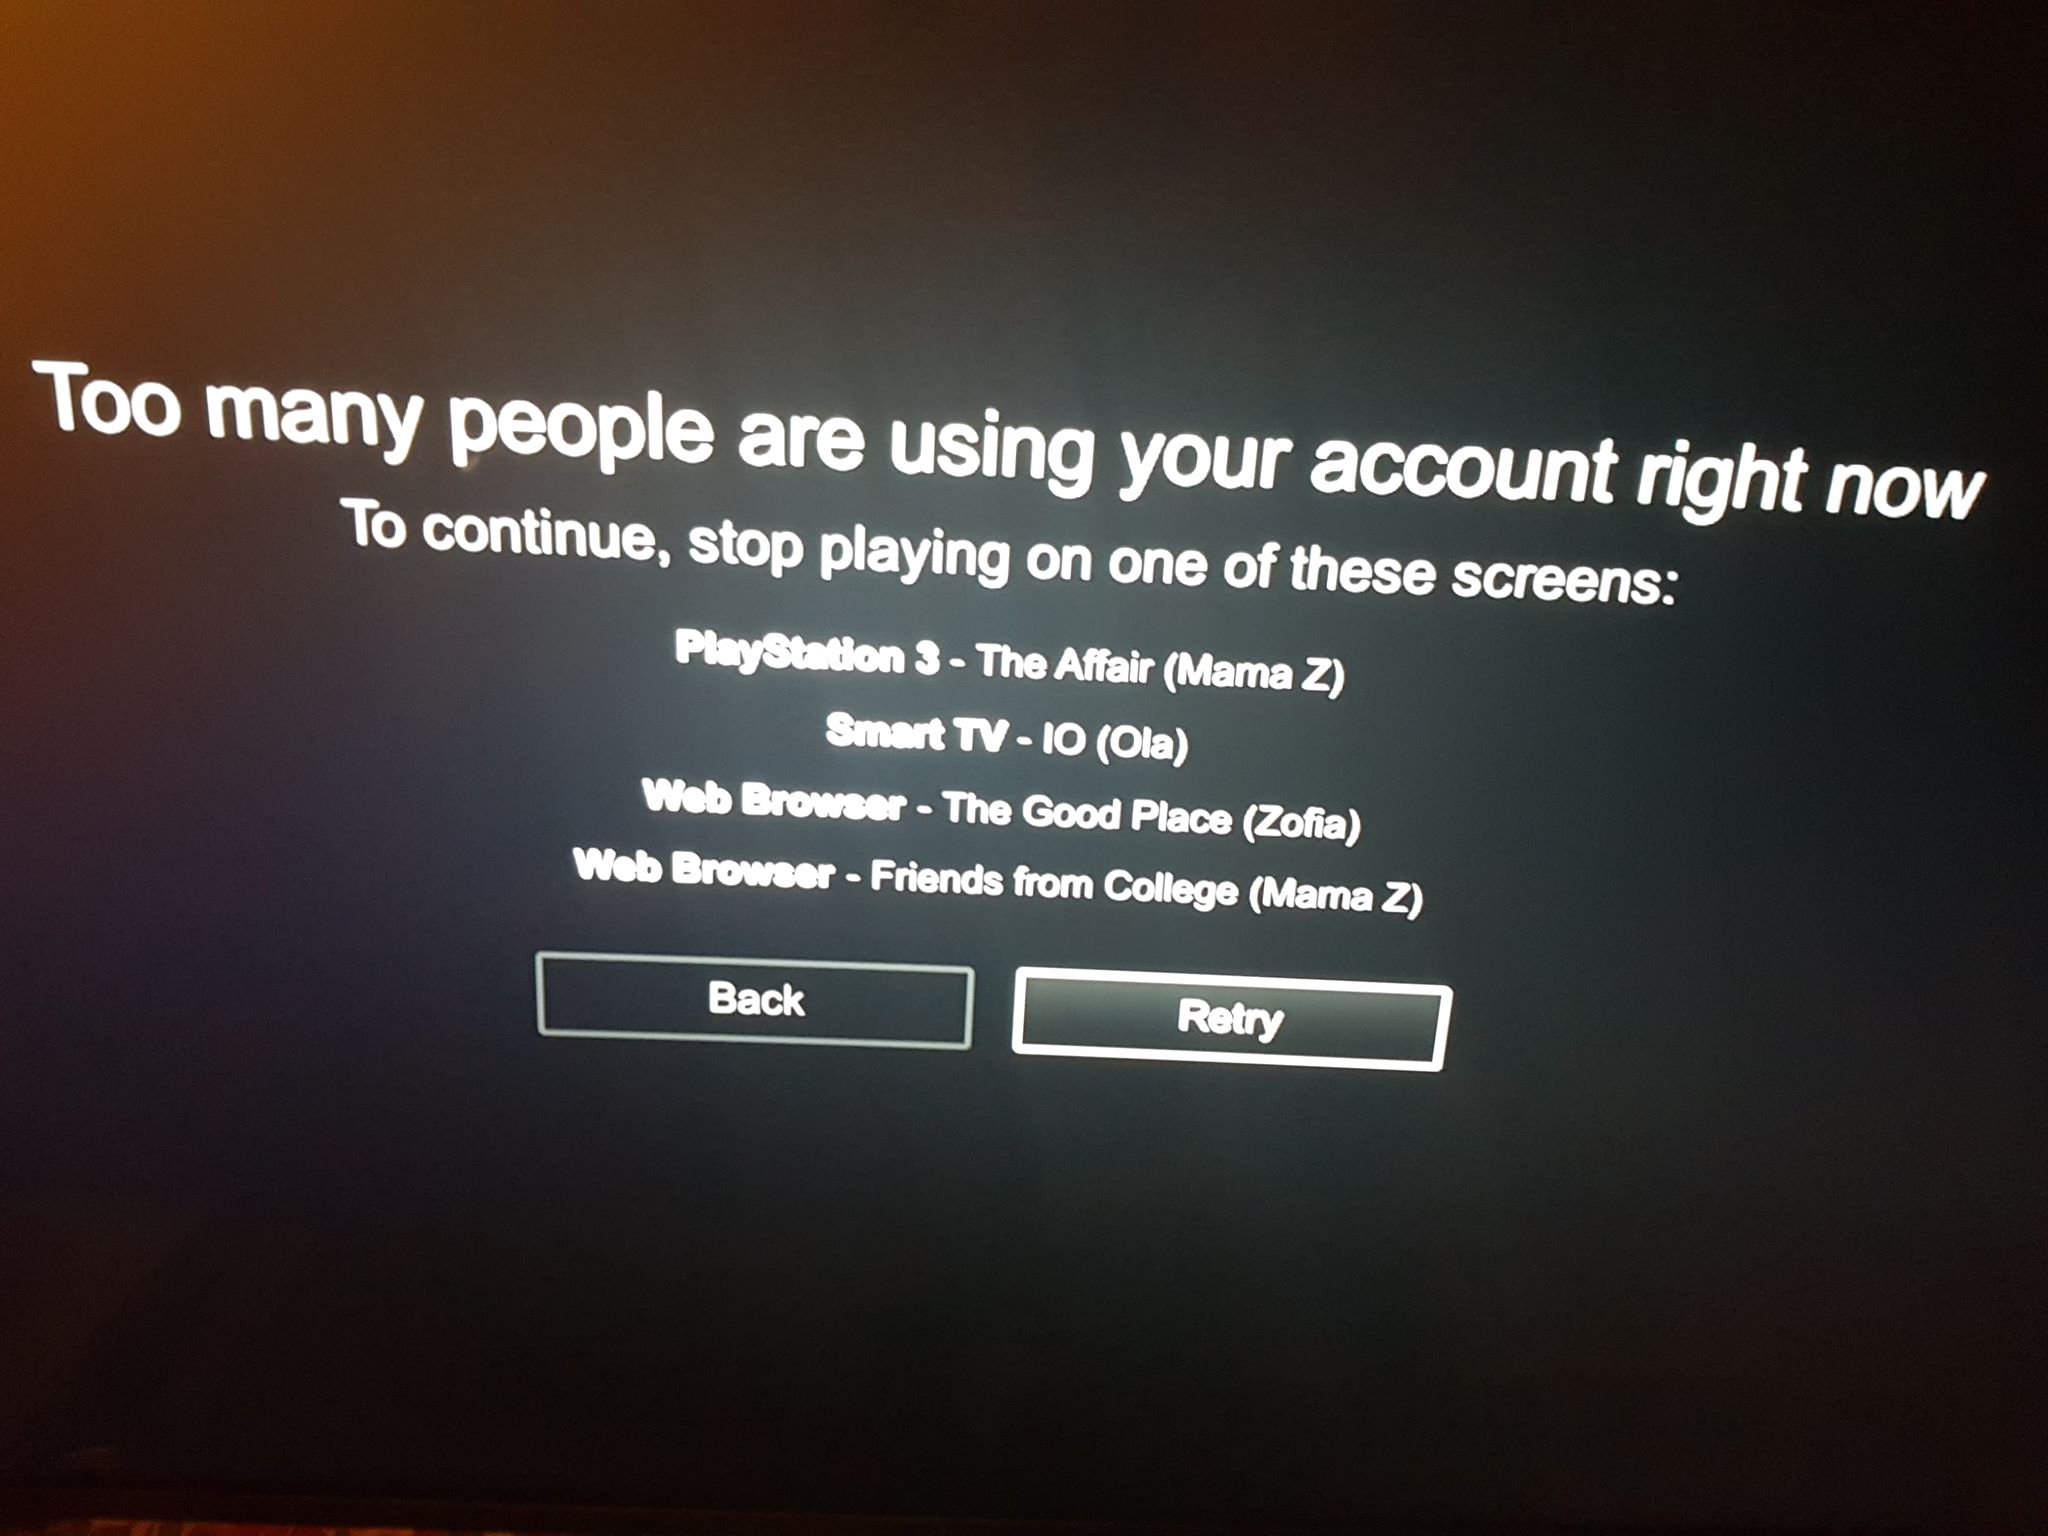 Too many people are using your account right now
To continue, stop playing on one of these screens:
PlayStation 3 - The Affair (Mama Z)
Smart TV - IO (Ola)
Web Browser - The Good Place (Zofia)
Web Browser - Friends from College (Mama Z)
Back
Retry